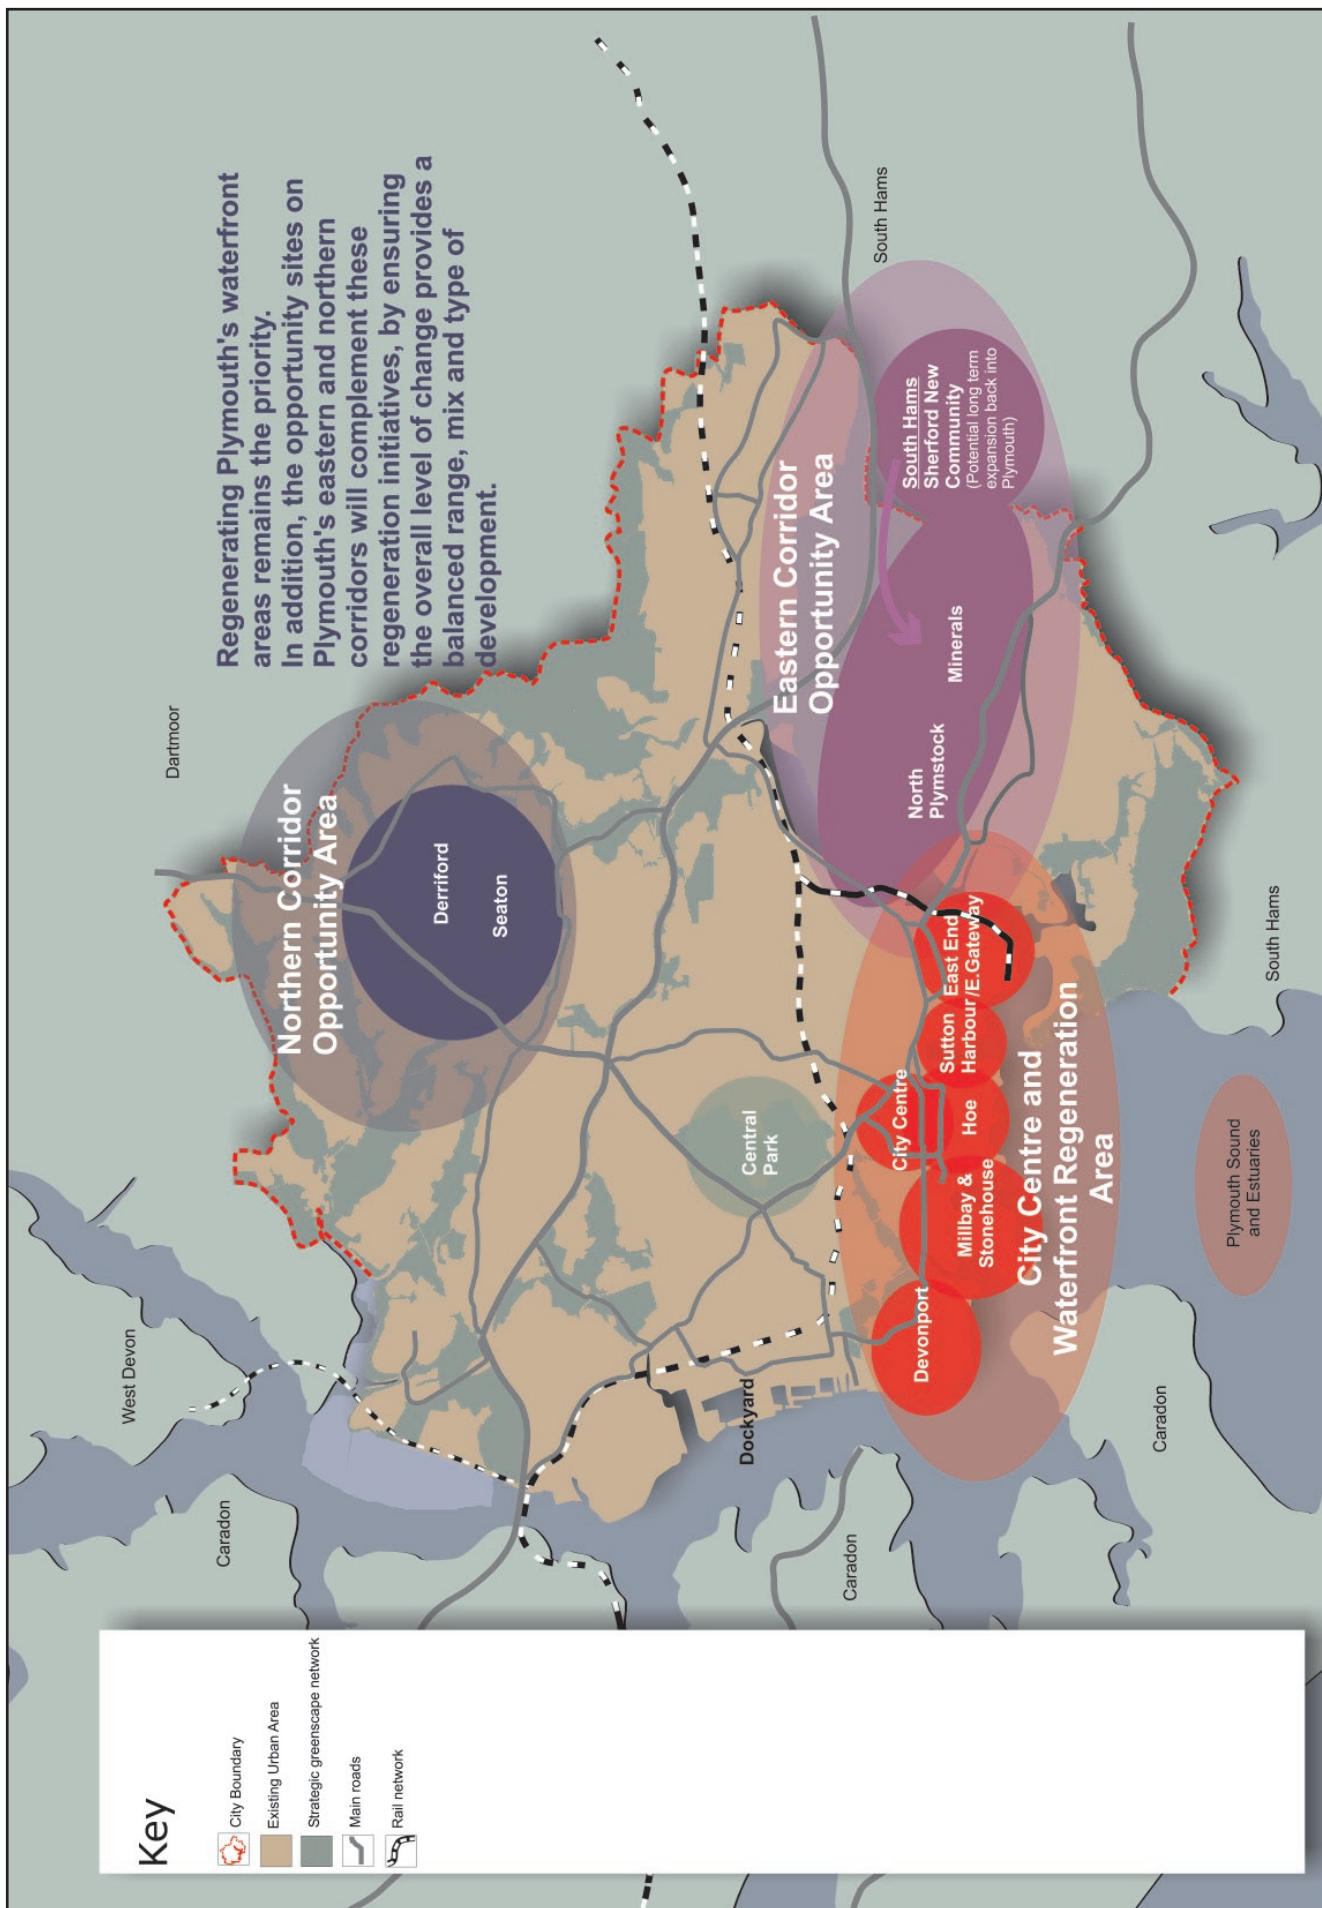 Regenerating Plymouth's waterfront
areas remains the priority.
In addition, the opportunity sites on
Plymouth's eastern and northern
corridors will complement these
regeneration initiatives, by ensuring
the overall level of change provides a
balanced range, mix and type of
development.
Dartmoor
West Devon
Caradon
Northern Corridor
Opportunity Area
Derriford
Seaton
South Hams
Eastern Corridor
Opportunity Area
South Hams
Sherford New
Community
(Potential long term
expansion back into
Plymouth)
Minerals
North
Plymstock
Central
Park
Dockyard
Caradon
City Centre
East End
/E.Gateway
Sutton
Harbour
Hoe
Millbay &
Stonehouse
Devonport
City Centre and
Waterfront Regeneration
Area
Caradon
South Hams
Plymouth Sound
and Estuaries
Key
City Boundary
Existing Urban Area
Strategic greenscape network
Main roads
Rail network